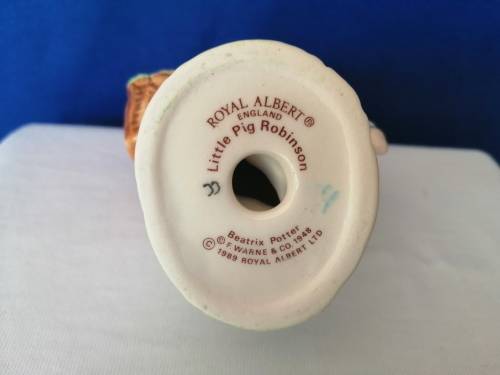 ROYAL ALBERT®
ENGLAND
Little Pig Robinson
Beatrix Potter
© F. WARNE & CO. 1948
© 1989 ROYAL ALBERT LTD